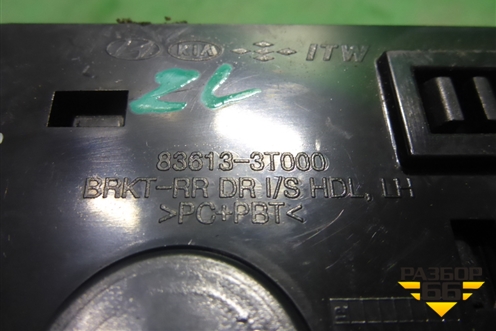 KIA ITW
ZL
83613-3T000
BRKT-RR DR I/S HDL, LH
>PC+PBT<
РАЗБОР
66